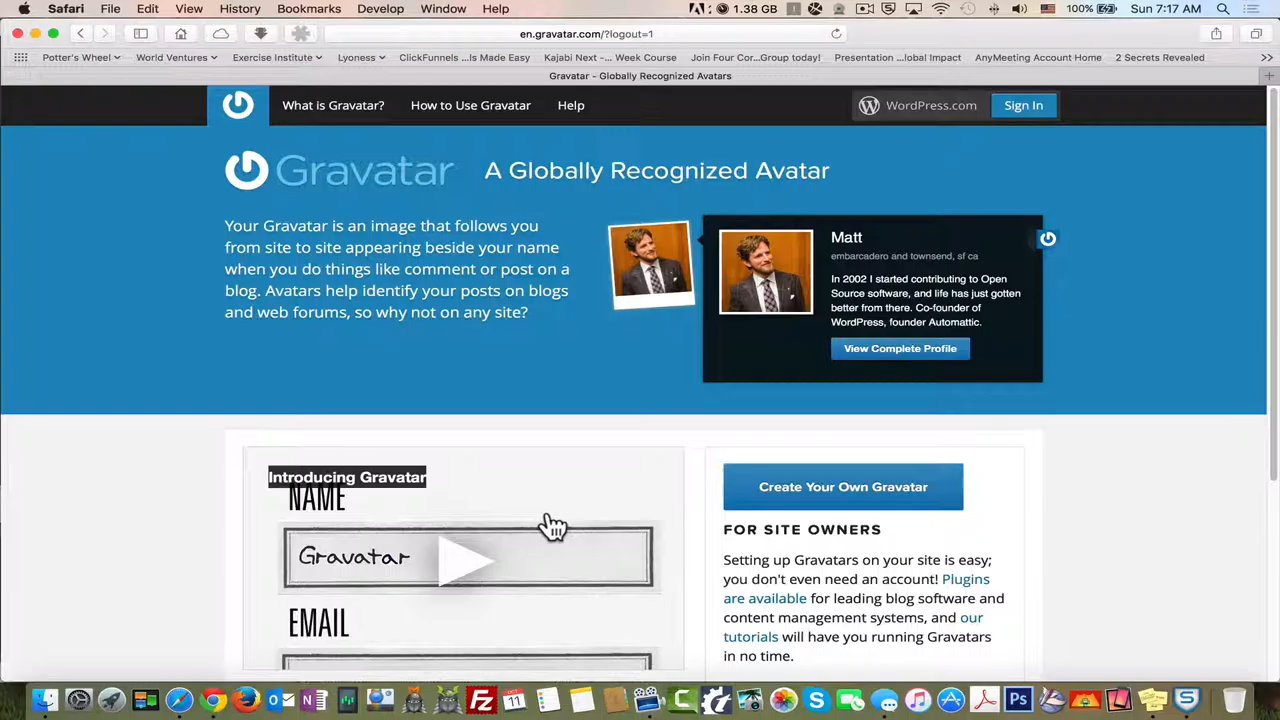 Safari File Edit View History Bookmarks Develop Window Help 1.38 GB 100% Sun 7:17 AM
en.gravatar.com/?logout=1
Potter's Wheel World Ventures Exercise Institute Lyoness ClickFunnels ...Is Made Easy Kajabi Next -...Week Course Join Four Cor...Group today! Presentation ...lobal Impact AnyMeeting Account Home 2 Secrets Revealed
Gravatar - Globally Recognized Avatars
What is Gravatar? How to Use Gravatar Help WordPress.com Sign In
Gravatar A Globally Recognized Avatar
Your Gravatar is an image that follows you
from site to site appearing beside your name
when you do things like comment or post on a
blog. Avatars help identify your posts on blogs
and web forums, so why not on any site?
Matt
embarcadero and townsend, sf ca
In 2002 I started contributing to Open
Source software, and life has just gotten
better from there. Co-founder of
WordPress, founder Automattic.
View Complete Profile
Introducing Gravatar
NAME
Gravatar
EMAIL
Create Your Own Gravatar
FOR SITE OWNERS
Setting up Gravatars on your site is easy;
you don't even need an account! Plugins
are available for leading blog software and
content management systems, and our
tutorials will have you running Gravatars
in no time.